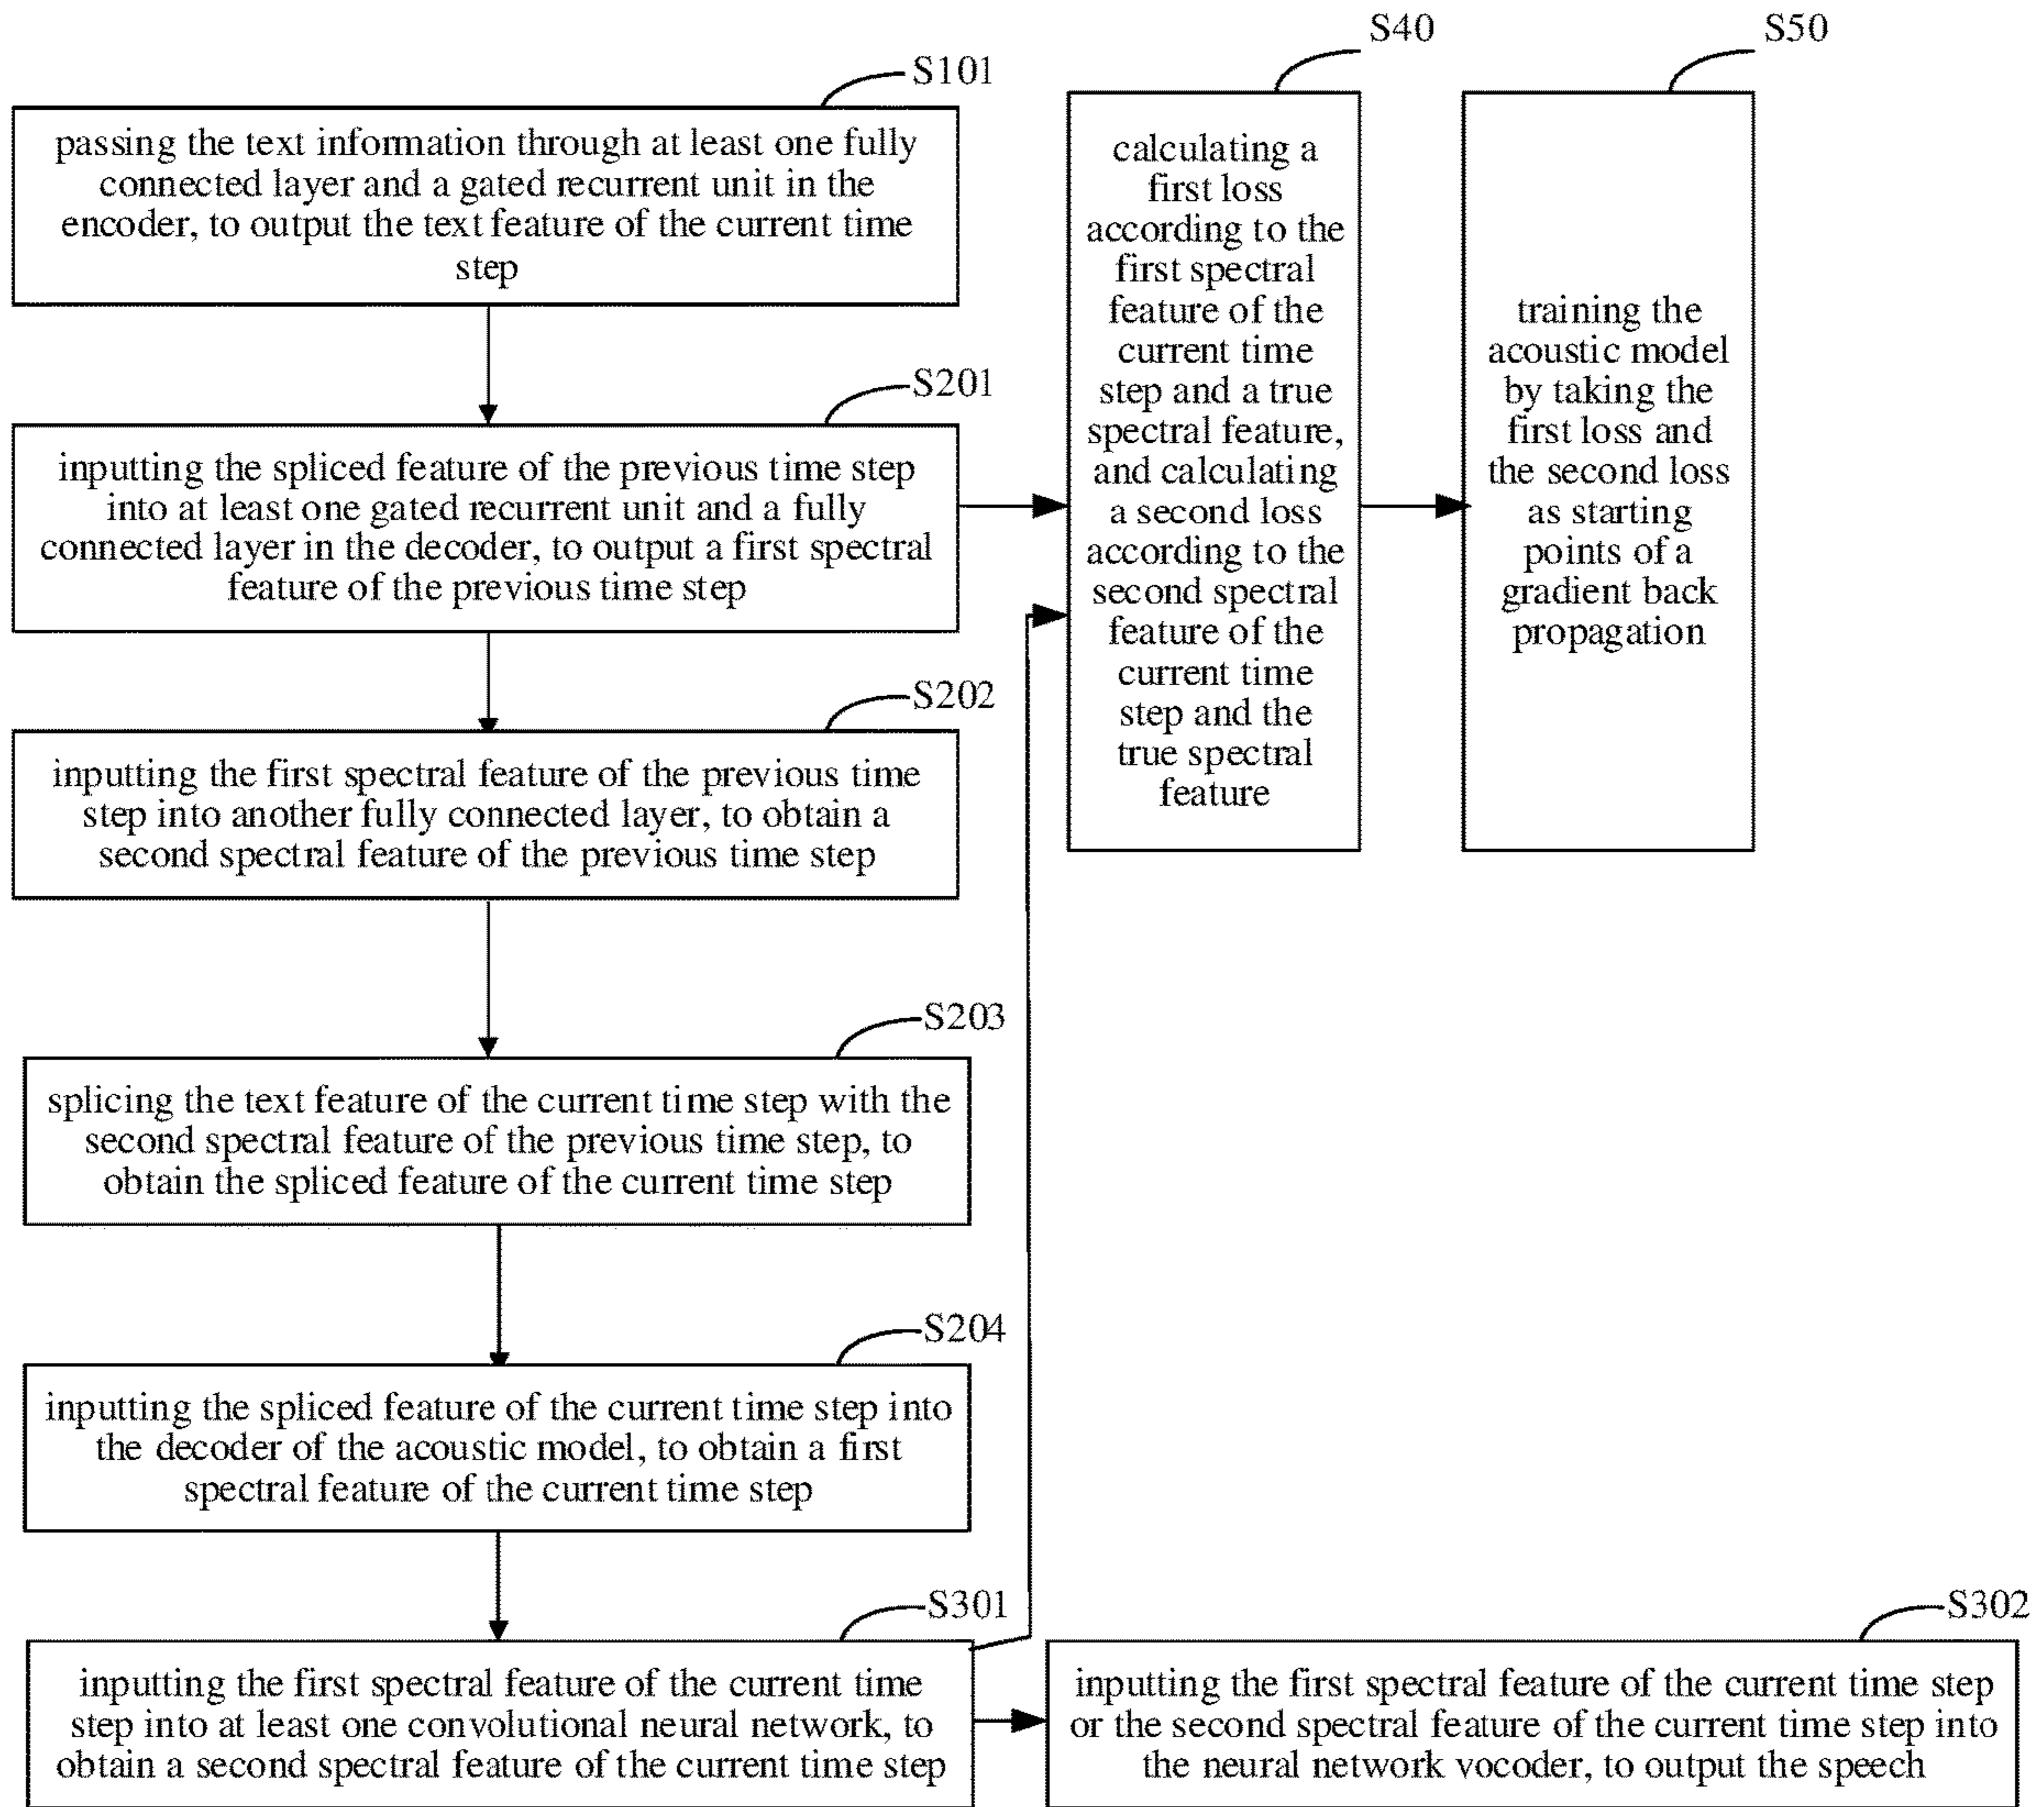 S101
passing the text information through at least one fully
connected layer and a gated recurrent unit in the
encoder, to output the text feature of the current time
step
S201
inputting the spliced feature of the previous time step
into at least one gated recurrent unit and a fully
connected layer in the decoder, to output a first spectral
feature of the previous time step
S202
inputting the first spectral feature of the previous time
step into another fully connected layer, to obtain a
second spectral feature of the previous time step
S203
splicing the text feature of the current time step with the
second spectral feature of the previous time step, to
obtain the spliced feature of the current time step
S204
inputting the spliced feature of the current time step into
the decoder of the acoustic model, to obtain a first
spectral feature of the current time step
S301
inputting the first spectral feature of the current time
step into at least one convolutional neural network, to
obtain a second spectral feature of the current time step
S40
calculating a
first loss
according to the
first spectral
feature of the
current time
step and a true
spectral feature,
and calculating
a second loss
according to the
second spectral
feature of the
current time
step and the
true spectral
feature
S50
training the
acoustic model
by taking the
first loss and
the second loss
as starting
points of a
gradient back
propagation
S302
inputting the first spectral feature of the current time step
or the second spectral feature of the current time step into
the neural network vocoder, to output the speech